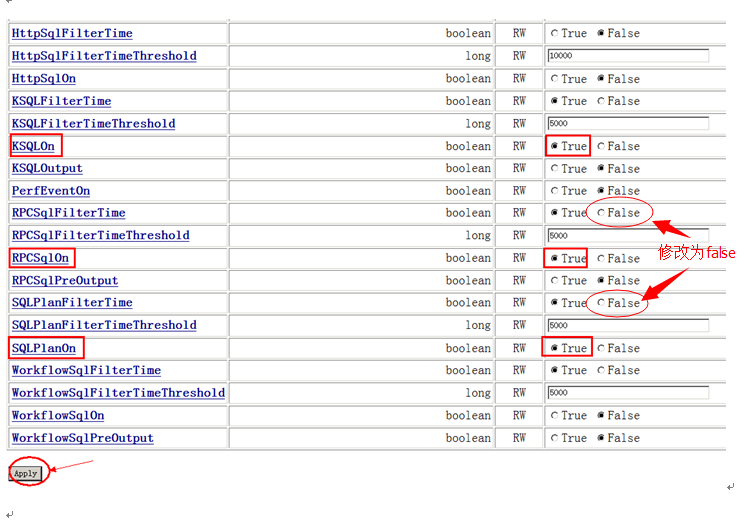 HttpSqlFilterTime boolean RW True False
HttpSqlFilterTimeThreshold long RW 10000
HttpSqlOn boolean RW True False
KSQLFilterTime boolean RW True False
KSQLFilterTimeThreshold long RW 5000
KSQLOn boolean RW True False
KSQLOutput boolean RW True False
PerfEventOn boolean RW True False
RPCSqlFilterTime boolean RW True False
RPCSqlFilterTimeThreshold long RW 5000
修改为false
RPCSqlOn boolean RW True False
RPCSqlPreOutput boolean RW True False
SQLPlanFilterTime boolean RW True False
SQLPlanFilterTimeThreshold long RW 5000
SQLPlanOn boolean RW True False
WorkflowSqlFilterTime boolean RW True False
WorkflowSqlFilterTimeThreshold long RW 5000
WorkflowSqlOn boolean RW True False
WorkflowSqlPreOutput boolean RW True False
Apply